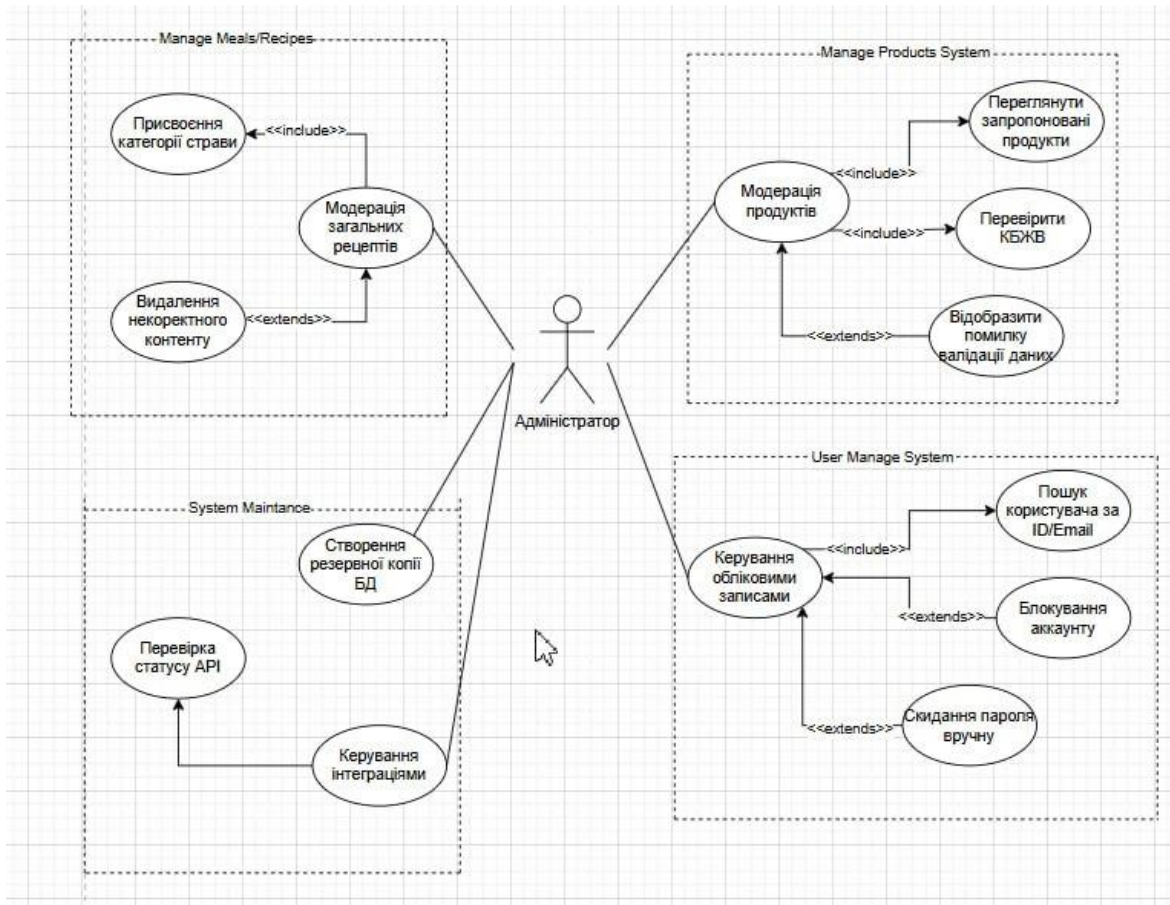 Manage Meals/Recipes
Присвоєння
категорії страви
<<include>>
Модерація
загальних
рецептів
Видалення
некоректного
контенту
<<extends>>
Manage Products System
Переглянути
запропоновані
продукти
<<include>>
Модерація
продуктів
<<include>>
Перевірити
КБЖВ
<<extends>>
Відобразити
помилку
валідації даних
Адміністратор
System Maintance
Створення
резервної копії
БД
Перевірка
статусу API
Керування
інтеграціями
User Manage System
Пошук
користувача за
ID/Email
<<include>>
Керування
обліковими
записами
<<extends>>
Блокування
аккаунту
<<extends>>
Скидання пароля
вручну